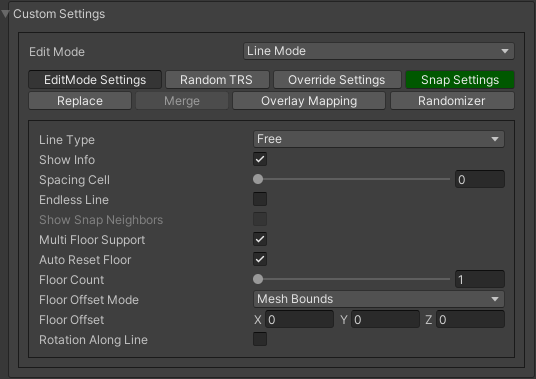 Custom Settings
Edit Mode Line Mode
EditMode Settings Random TRS Override Settings Snap Settings
Replace Merge Overlay Mapping Randomizer
Line Type Free
Show Info
Spacing Cell 0
Endless Line
Show Snap Neighbors
Multi Floor Support
Auto Reset Floor
Floor Count 1
Floor Offset Mode Mesh Bounds
Floor Offset X 0 Y 0 Z 0
Rotation Along Line